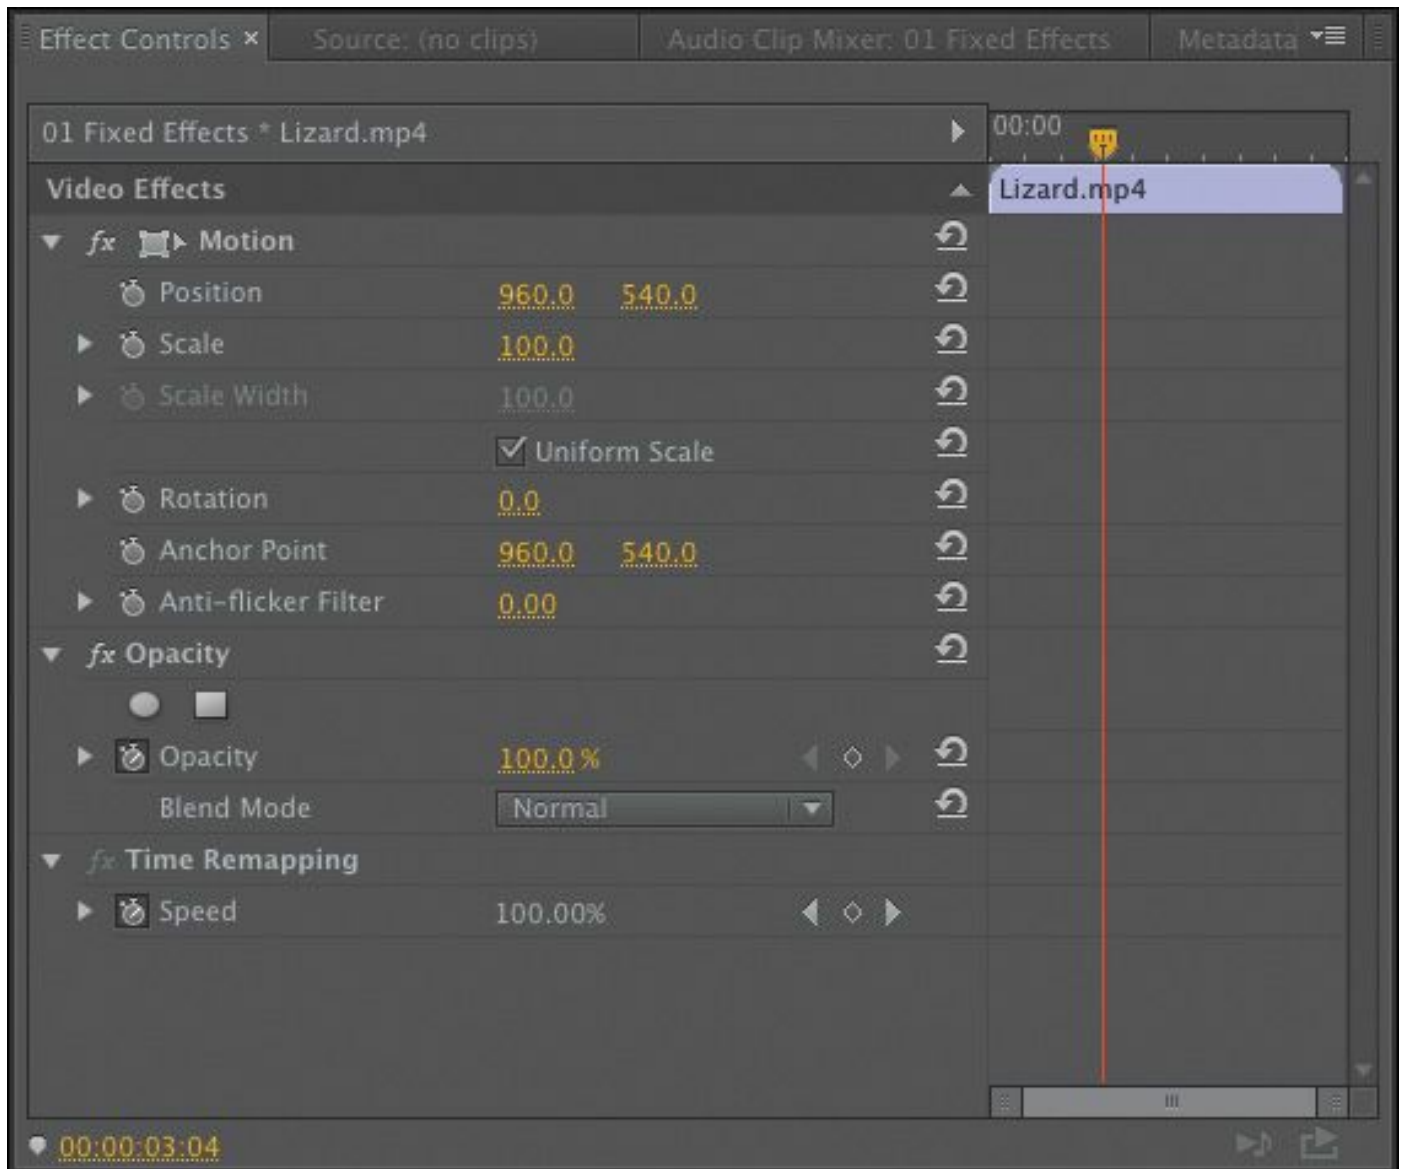 Effect Controls × Source: (no clips) Audio Clip Mixer: 01 Fixed Effects Metadata
01 Fixed Effects * Lizard.mp4 00:00
Video Effects Lizard.mp4
fx Motion
Position 960.0 540.0
Scale 100.0
Scale Width 100.0
Uniform Scale
Rotation 0.0
Anchor Point 960.0 540.0
Anti-flicker Filter 0.00
fx Opacity
Opacity 100.0 %
Blend Mode Normal
fx Time Remapping
Speed 100.00%
00:00:03:04